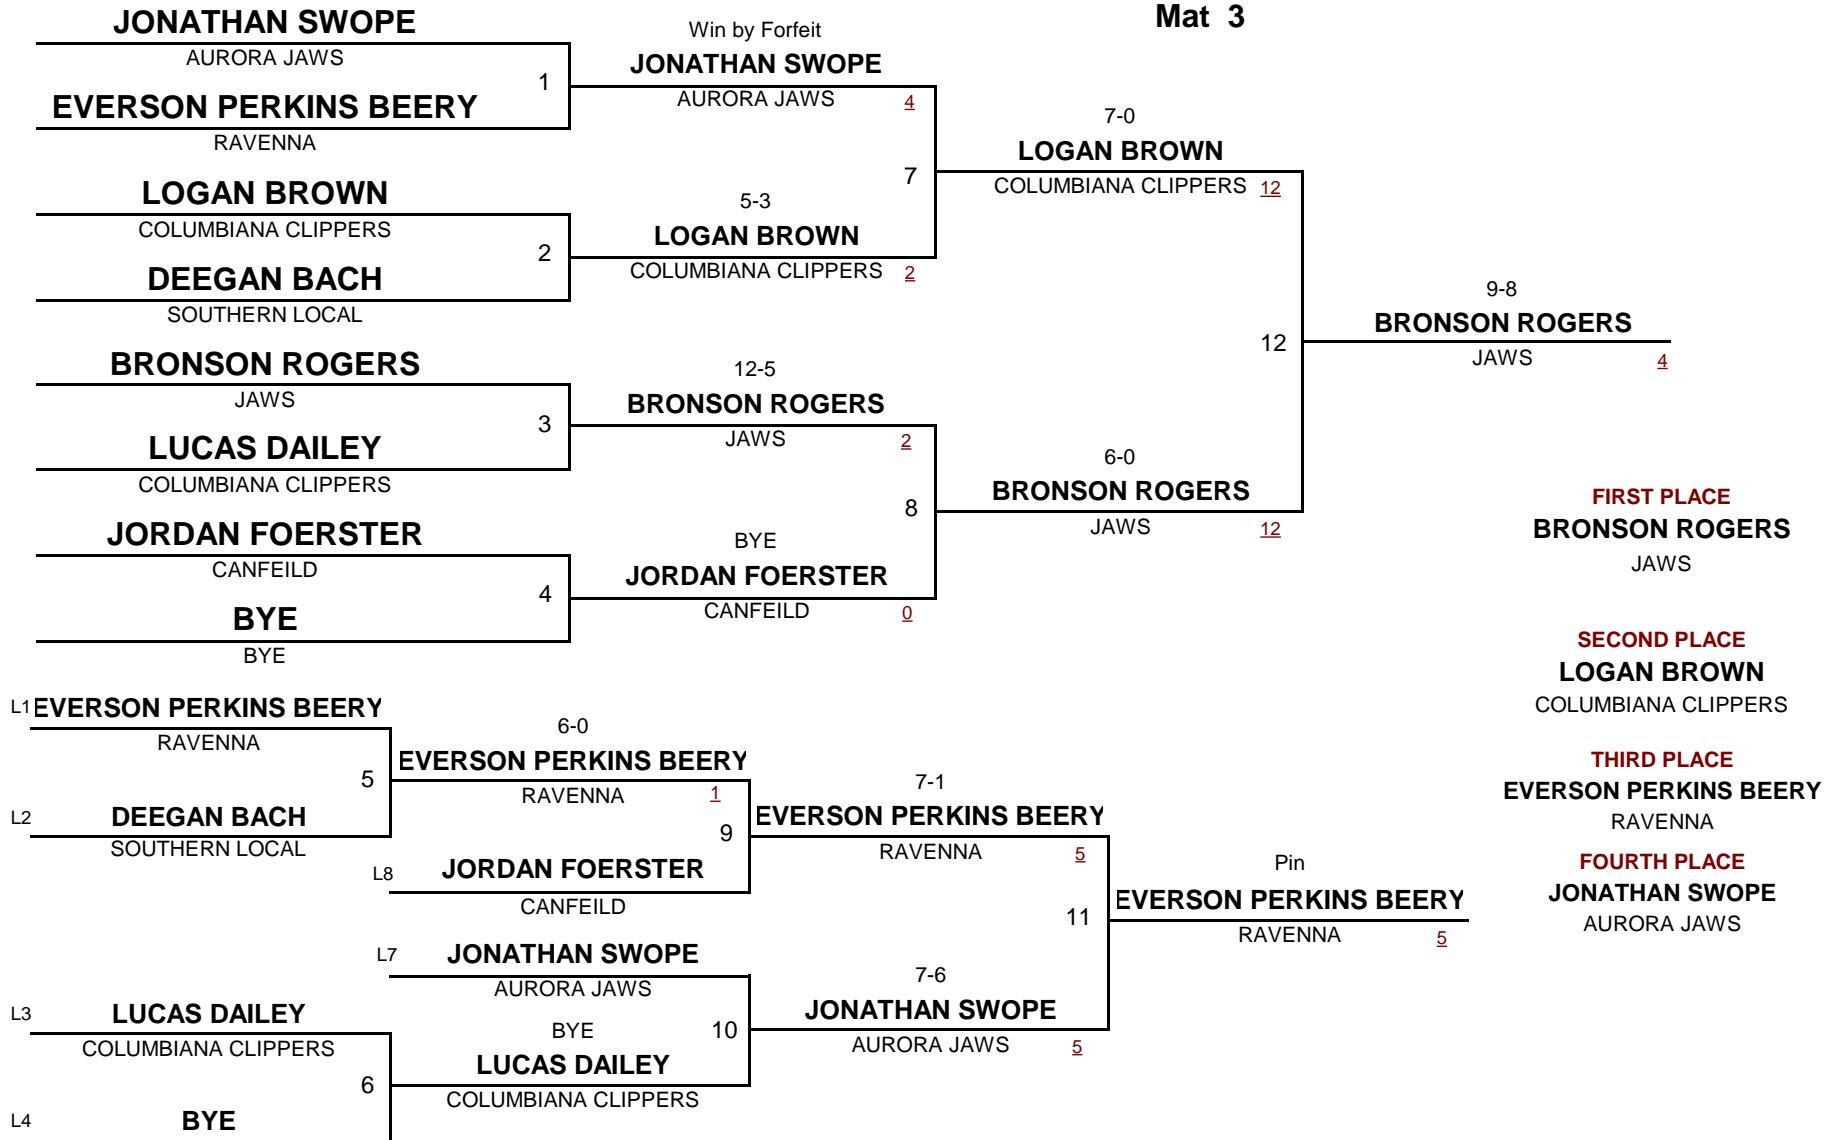 Mat 3
JONATHAN SWOPE
AURORA JAWS
1
EVERSON PERKINS BEERY
RAVENNA
LOGAN BROWN
COLUMBIANA CLIPPERS
2
DEEGAN BACH
SOUTHERN LOCAL
BRONSON ROGERS
JAWS
3
LUCAS DAILEY
COLUMBIANA CLIPPERS
JORDAN FOERSTER
CANFEILD
4
BYE
BYE
Win by Forfeit
JONATHAN SWOPE
AURORA JAWS 4
7
5-3
LOGAN BROWN
COLUMBIANA CLIPPERS 2
12-5
BRONSON ROGERS
JAWS 2
8
BYE
JORDAN FOERSTER
CANFEILD 0
7-0
LOGAN BROWN
COLUMBIANA CLIPPERS 12
12
6-0
BRONSON ROGERS
JAWS 12
9-8
BRONSON ROGERS
JAWS 4
L1 EVERSON PERKINS BEERY
RAVENNA
5
L2 DEEGAN BACH
SOUTHERN LOCAL
6-0
EVERSON PERKINS BEERY
RAVENNA 1
9
L8 JORDAN FOERSTER
CANFEILD
L7 JONATHAN SWOPE
AURORA JAWS
10
L3 LUCAS DAILEY
COLUMBIANA CLIPPERS
6
L4 BYE
BYE
LUCAS DAILEY
COLUMBIANA CLIPPERS
7-1
EVERSON PERKINS BEERY
RAVENNA 5
11
7-6
JONATHAN SWOPE
AURORA JAWS 5
Pin
EVERSON PERKINS BEERY
RAVENNA 5
FIRST PLACE
BRONSON ROGERS
JAWS
SECOND PLACE
LOGAN BROWN
COLUMBIANA CLIPPERS
THIRD PLACE
EVERSON PERKINS BEERY
RAVENNA
FOURTH PLACE
JONATHAN SWOPE
AURORA JAWS